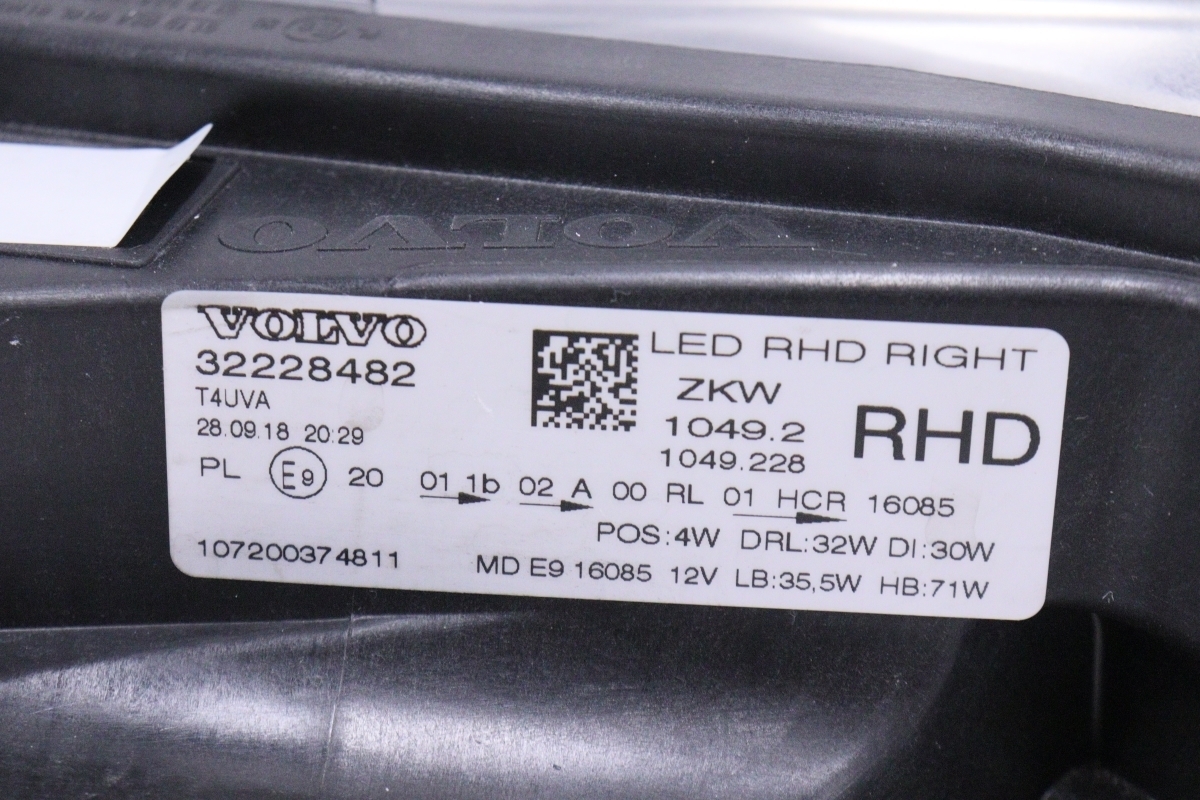 VOLVO
VOLVO
32228482
T4UVA
28.09.18 20:29
PL E9 20 01 1b 02 A 00 RL 01 HCR 16085
107200374811
LED RHD RIGHT
ZKW
1049.2
1049.228
RHD
POS:4W DRL:32W DI:30W
MD E9 16085 12V LB:35,5W HB:71W